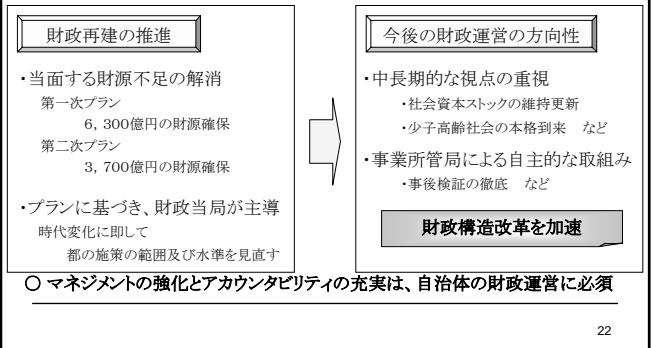 財政再建の推進
・当面する財源不足の解消
第一次プラン
6，300億円の財源確保
第二次プラン
3，700億円の財源確保
・プランに基づき、財政当局が主導
時代変化に即して
都の施策の範囲及び水準を見直す
今後の財政運営の方向性
・中長期的な視点の重視
・社会資本ストックの維持更新
・少子高齢社会の本格到来　など
・事業所管局による自主的な取組み
・事後検証の徹底　など
財政構造改革を加速
○ マネジメントの強化とアカウンタビリティの充実は、自治体の財政運営に必須
22